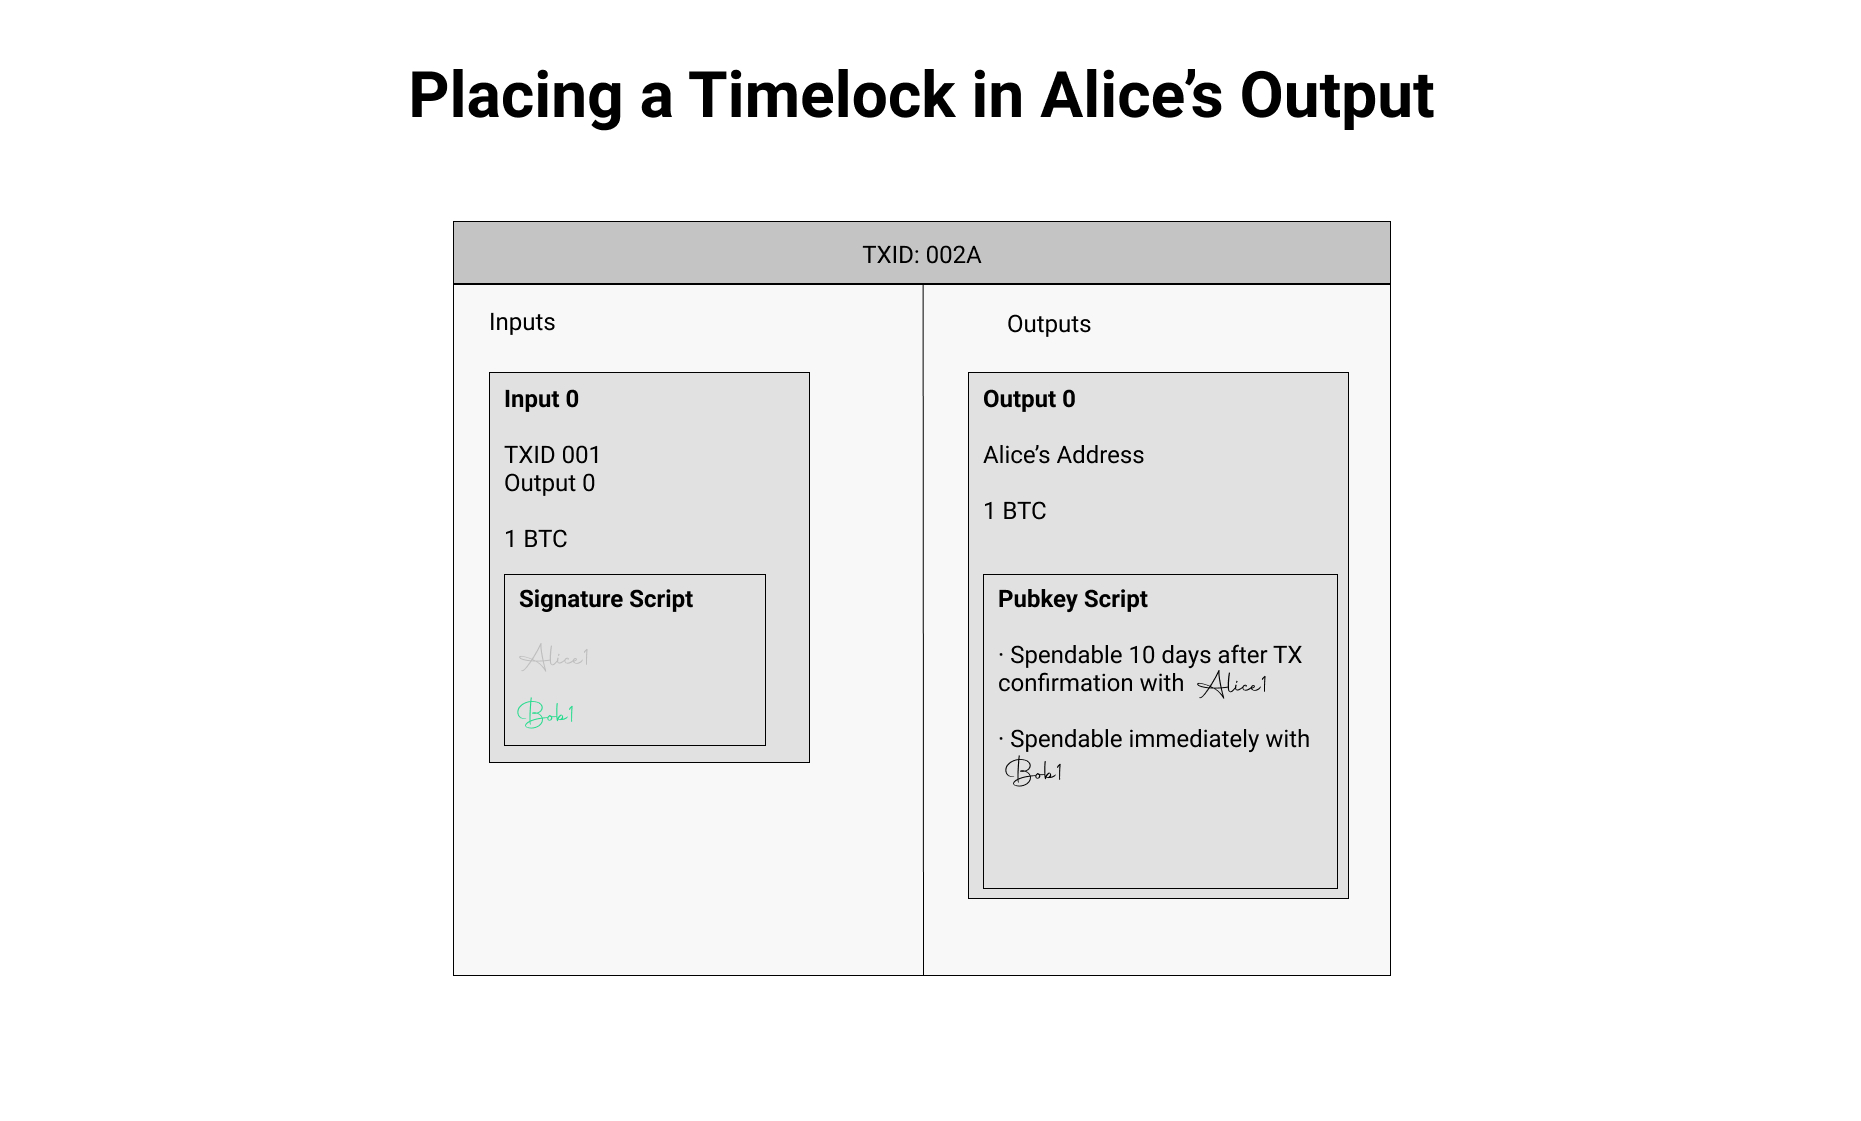 Placing a Timelock in Alice’s Output
TXID: 002A
Inputs
Input 0
TXID 001
Output 0
1 BTC
Signature Script
Alice1
Bob1
Outputs
Output 0
Alice’s Address
1 BTC
Pubkey Script
· Spendable 10 days after TX
confirmation with Alice1
· Spendable immediately with
Bob1